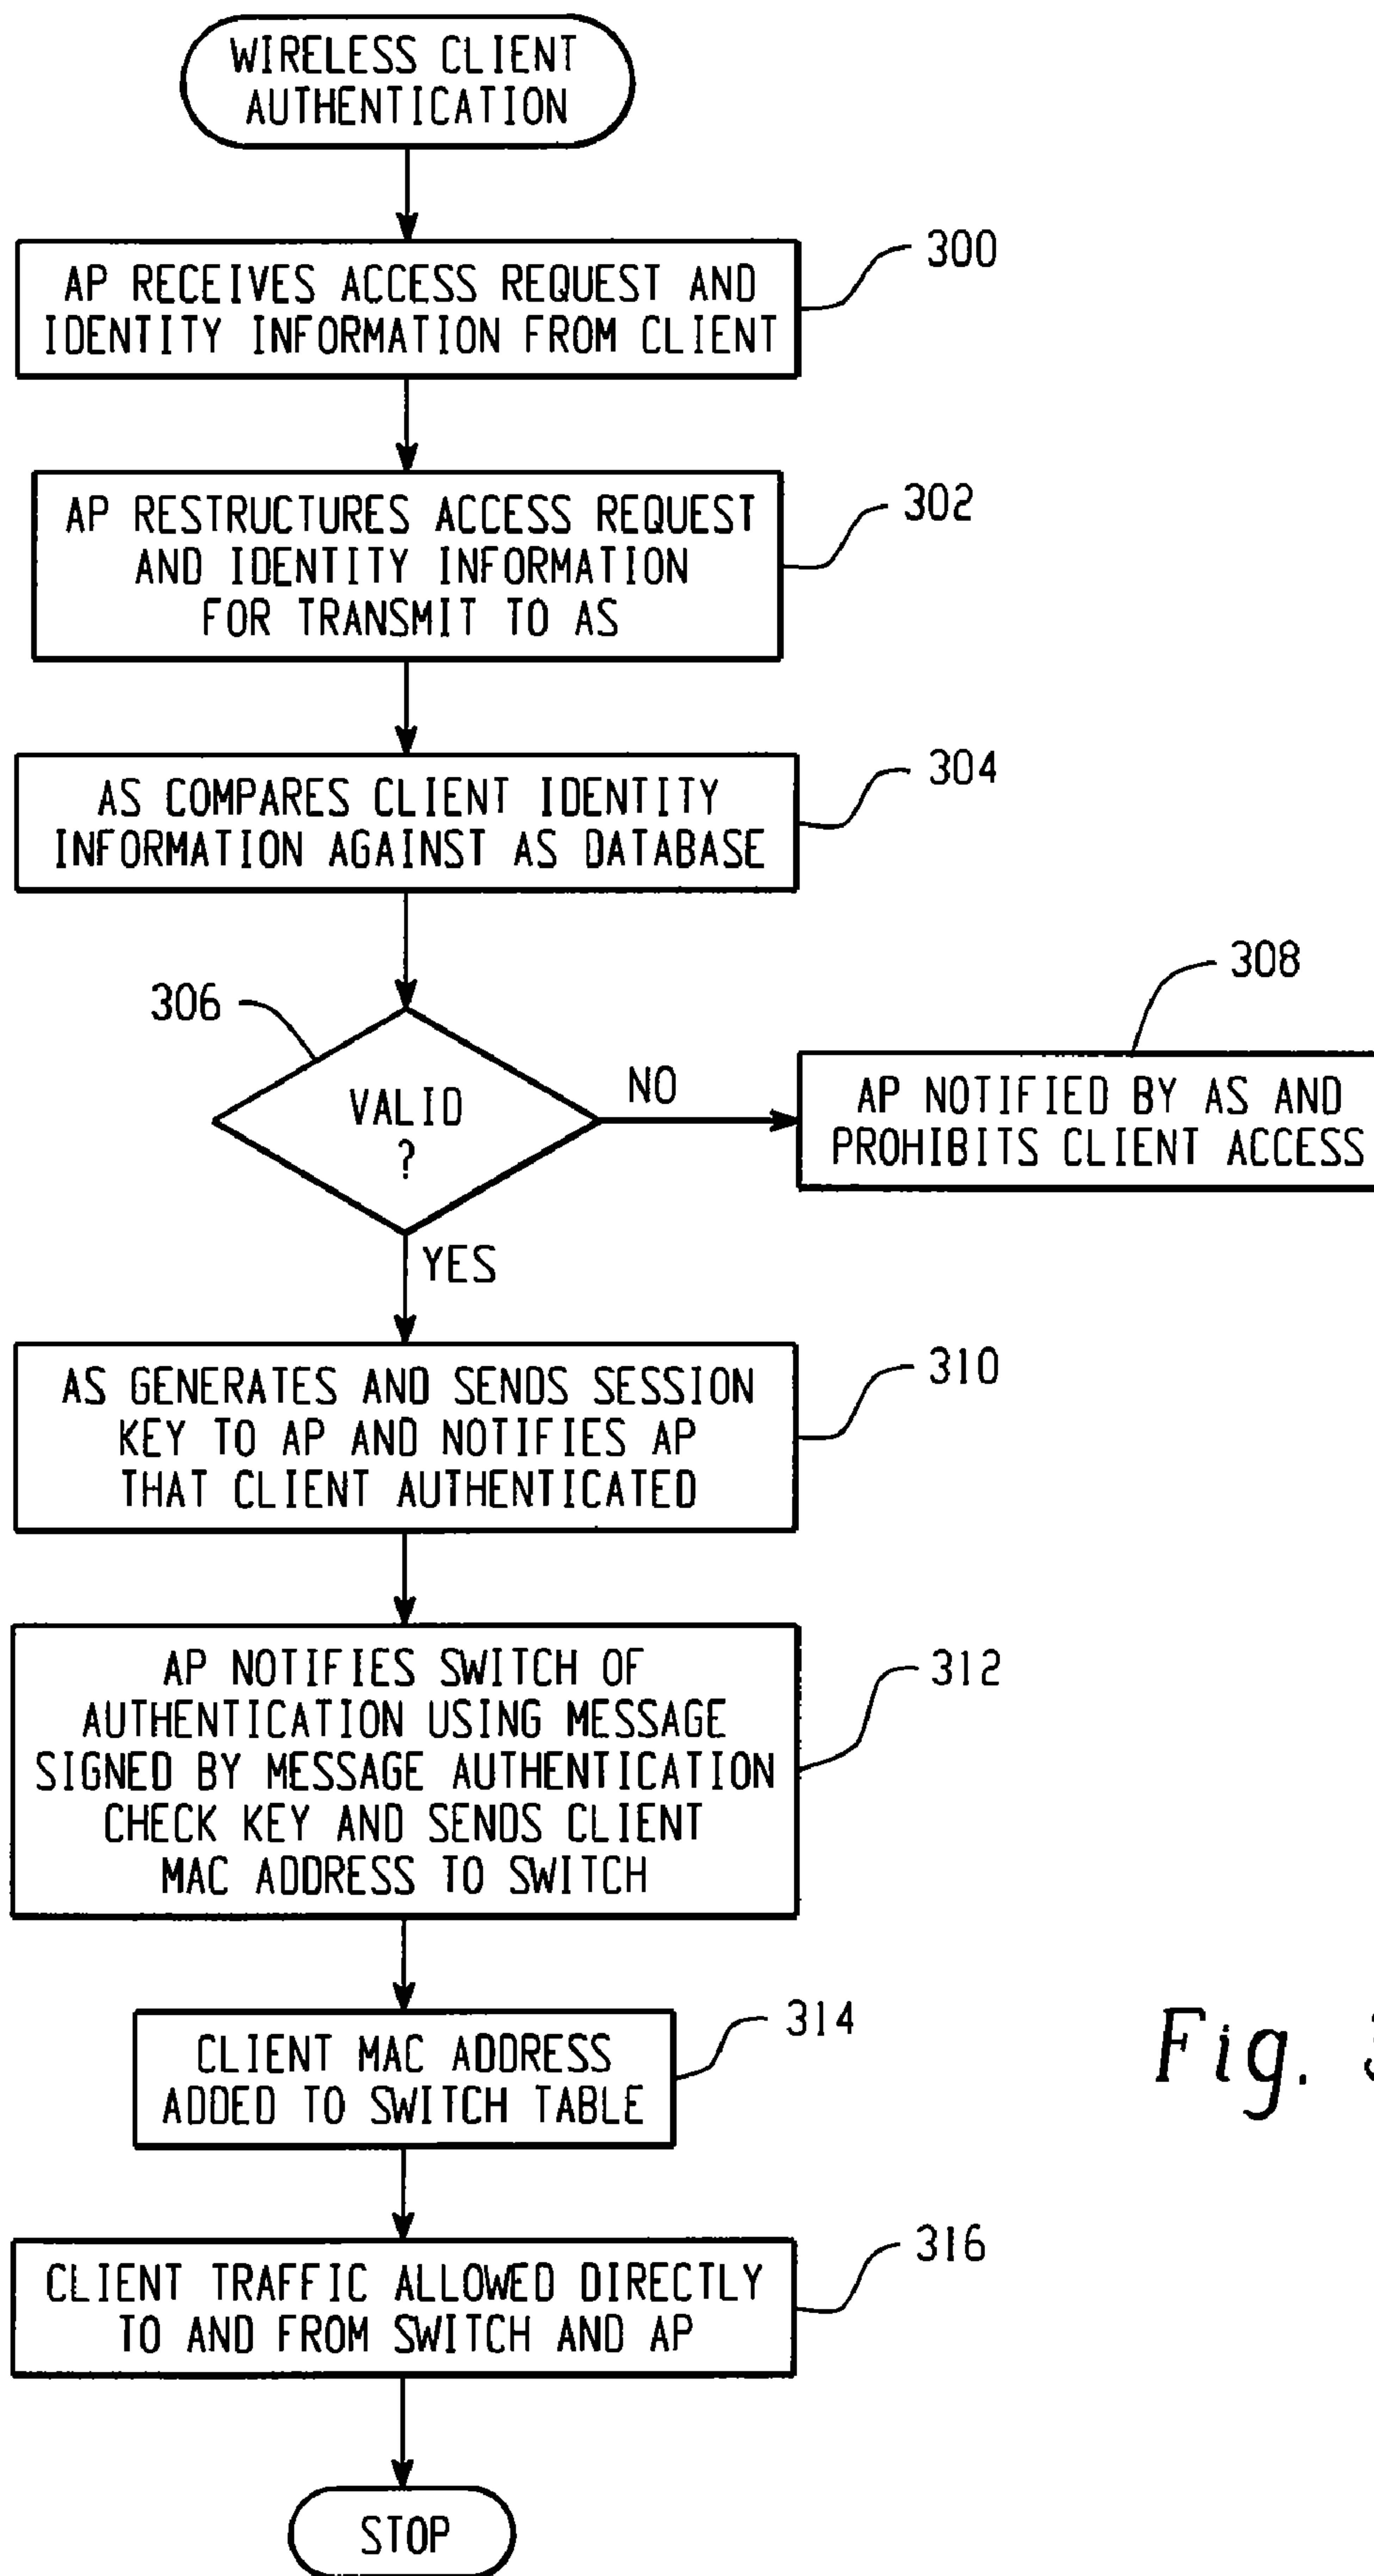 WIRELESS CLIENT
AUTHENTICATION
300
AP RECEIVES ACCESS REQUEST AND
IDENTITY INFORMATION FROM CLIENT
302
AP RESTRUCTURES ACCESS REQUEST
AND IDENTITY INFORMATION
FOR TRANSMIT TO AS
304
AS COMPARES CLIENT IDENTITY
INFORMATION AGAINST AS DATABASE
306
VALID
?
NO
308
AP NOTIFIED BY AS AND
PROHIBITS CLIENT ACCESS
YES
310
AS GENERATES AND SENDS SESSION
KEY TO AP AND NOTIFIES AP
THAT CLIENT AUTHENTICATED
312
AP NOTIFIES SWITCH OF
AUTHENTICATION USING MESSAGE
SIGNED BY MESSAGE AUTHENTICATION
CHECK KEY AND SENDS CLIENT
MAC ADDRESS TO SWITCH
314
CLIENT MAC ADDRESS
ADDED TO SWITCH TABLE
Fig.
316
CLIENT TRAFFIC ALLOWED DIRECTLY
TO AND FROM SWITCH AND AP
STOP